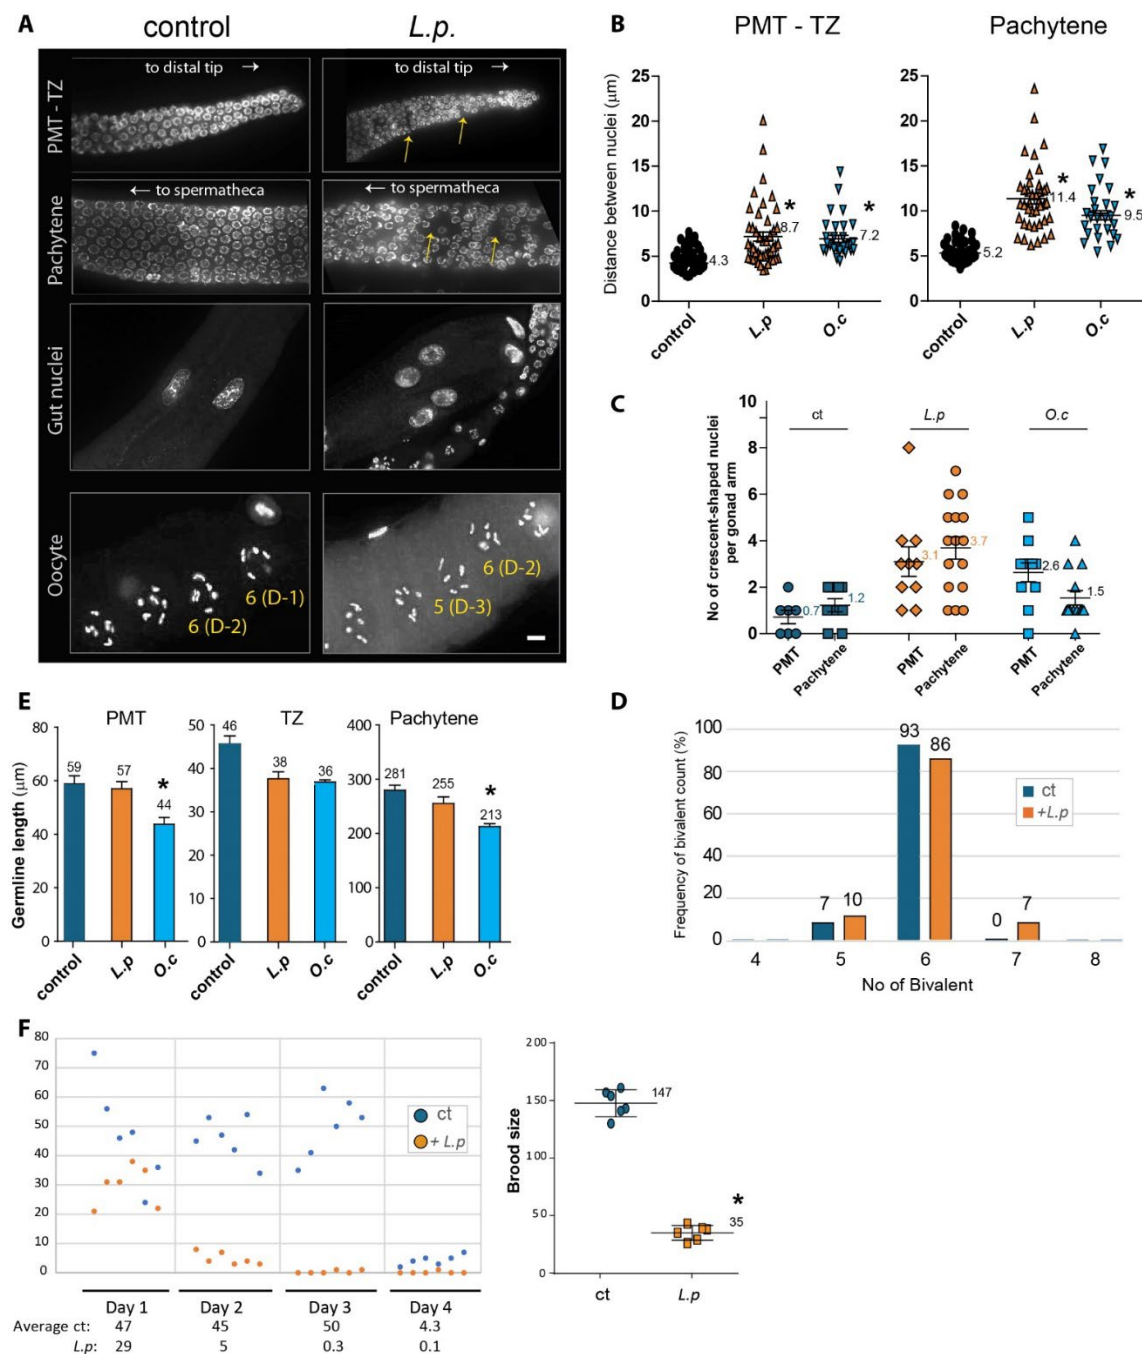 A
control
L.p.
PMT - TZ
to distal tip →
to distal tip →
Pachytene
← to spermatheca
← to spermatheca
Gut nuclei
Oocyte
6 (D-1)
6 (D-2)
6 (D-2)
5 (D-3)
B
PMT - TZ
Pachytene
Distance between nuclei (µm)
25
20
15
10
5
0
4.3
*
8.7
*
7.2
control
L.p
O.c
25
20
15
10
5
0
5.2
*
11.4
*
9.5
control
L.p
O.c
C
No of crescent-shaped nuclei
per gonad arm
10
8
6
4
2
0
ct
L.p
O.c
0.7
1.2
3.1
3.7
2.6
1.5
PMT
Pachytene
PMT
Pachytene
PMT
Pachytene
D
Frequency of bivalent count (%)
100
80
60
40
20
0
7
10
93
86
0
7
ct
+L.p
4
5
6
7
8
No of Bivalent
E
Germline length (µm)
PMT
80
60
40
20
0
59
57
*
44
control
L.p
O.c
TZ
50
40
30
20
10
0
46
38
36
control
L.p
O.c
Pachytene
400
300
200
100
0
281
255
*
213
control
L.p
O.c
F
80
70
60
50
40
30
20
10
0
ct
+ L.p
Day 1 Day 2 Day 3 Day 4
Average ct: 47 45 50 4.3
L.p: 29 5 0.3 0.1
Brood size
200
150
100
50
0
147
*
35
ct
L.p